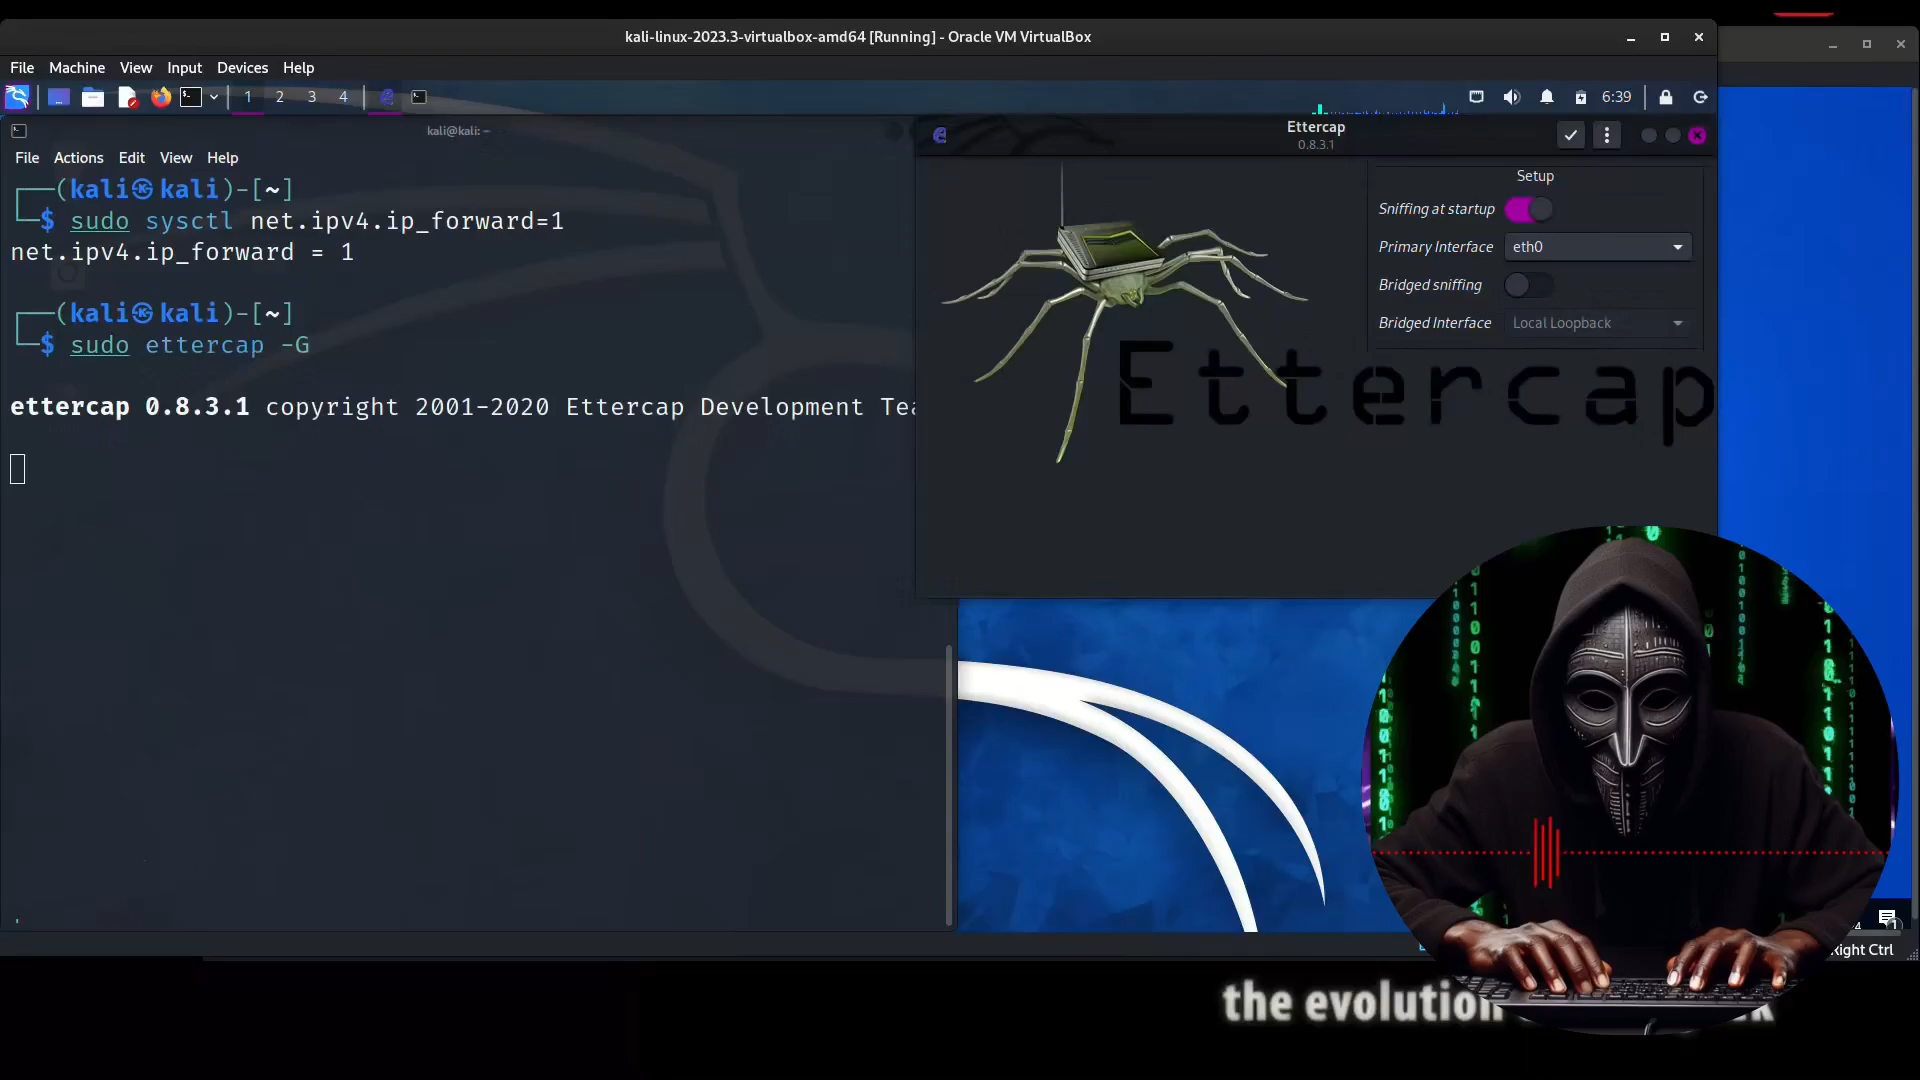 kali-linux-2023.3-virtualbox-amd64 [Running] - Oracle VM VirtualBox
File Machine View Input Devices Help
1 2 3 4
6:39
kali@kali: ~
File Actions Edit View Help
(kali㉿kali)-[~]
$ sudo sysctl net.ipv4.ip_forward=1
net.ipv4.ip_forward = 1
(kali㉿kali)-[~]
$ sudo ettercap -G
ettercap 0.8.3.1 copyright 2001-2020 Ettercap Development Tea
Ettercap
0.8.3.1
Setup
Sniffing at startup
Primary Interface eth0
Bridged sniffing
Bridged Interface Local Loopback
Ettercap
Right Ctrl
the evolution